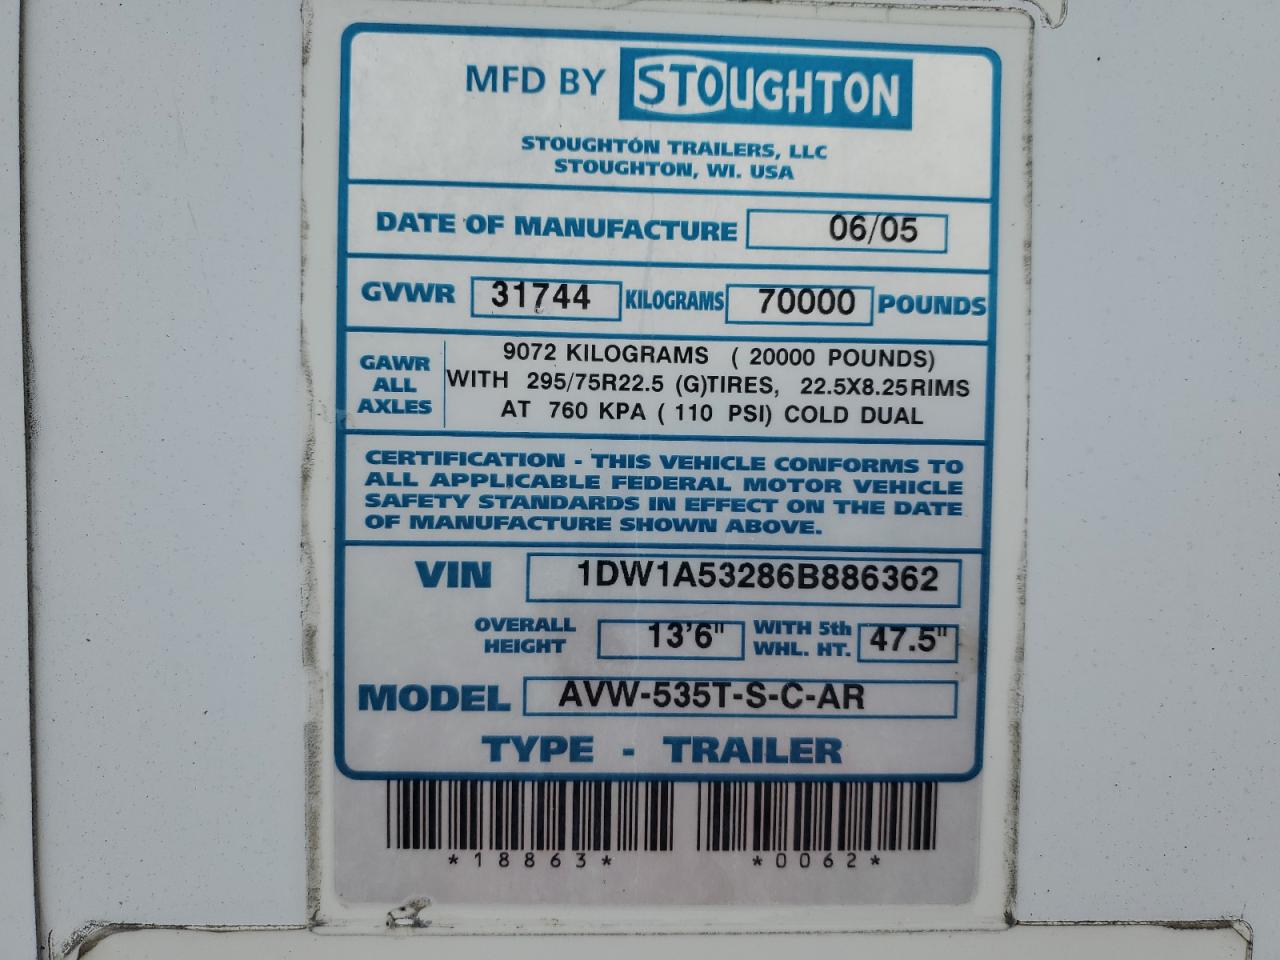 MFD BY STOUGHTON
STOUGHTON TRAILERS, LLC
STOUGHTON, WI. USA
DATE OF MANUFACTURE 06/05
GVWR 31744 KILOGRAMS 70000 POUNDS
GAWR ALL AXLES
9072 KILOGRAMS ( 20000 POUNDS)
WITH 295/75R22.5 (G)TIRES, 22.5X8.25RIMS
AT 760 KPA ( 110 PSI) COLD DUAL
CERTIFICATION - THIS VEHICLE CONFORMS TO
ALL APPLICABLE FEDERAL MOTOR VEHICLE
SAFETY STANDARDS IN EFFECT ON THE DATE
OF MANUFACTURE SHOWN ABOVE.
VIN 1DW1A53286B886362
OVERALL HEIGHT 13'6" WITH 5th WHL. HT. 47.5"
MODEL AVW-535T-S-C-AR
TYPE - TRAILER
*18863* *0062*